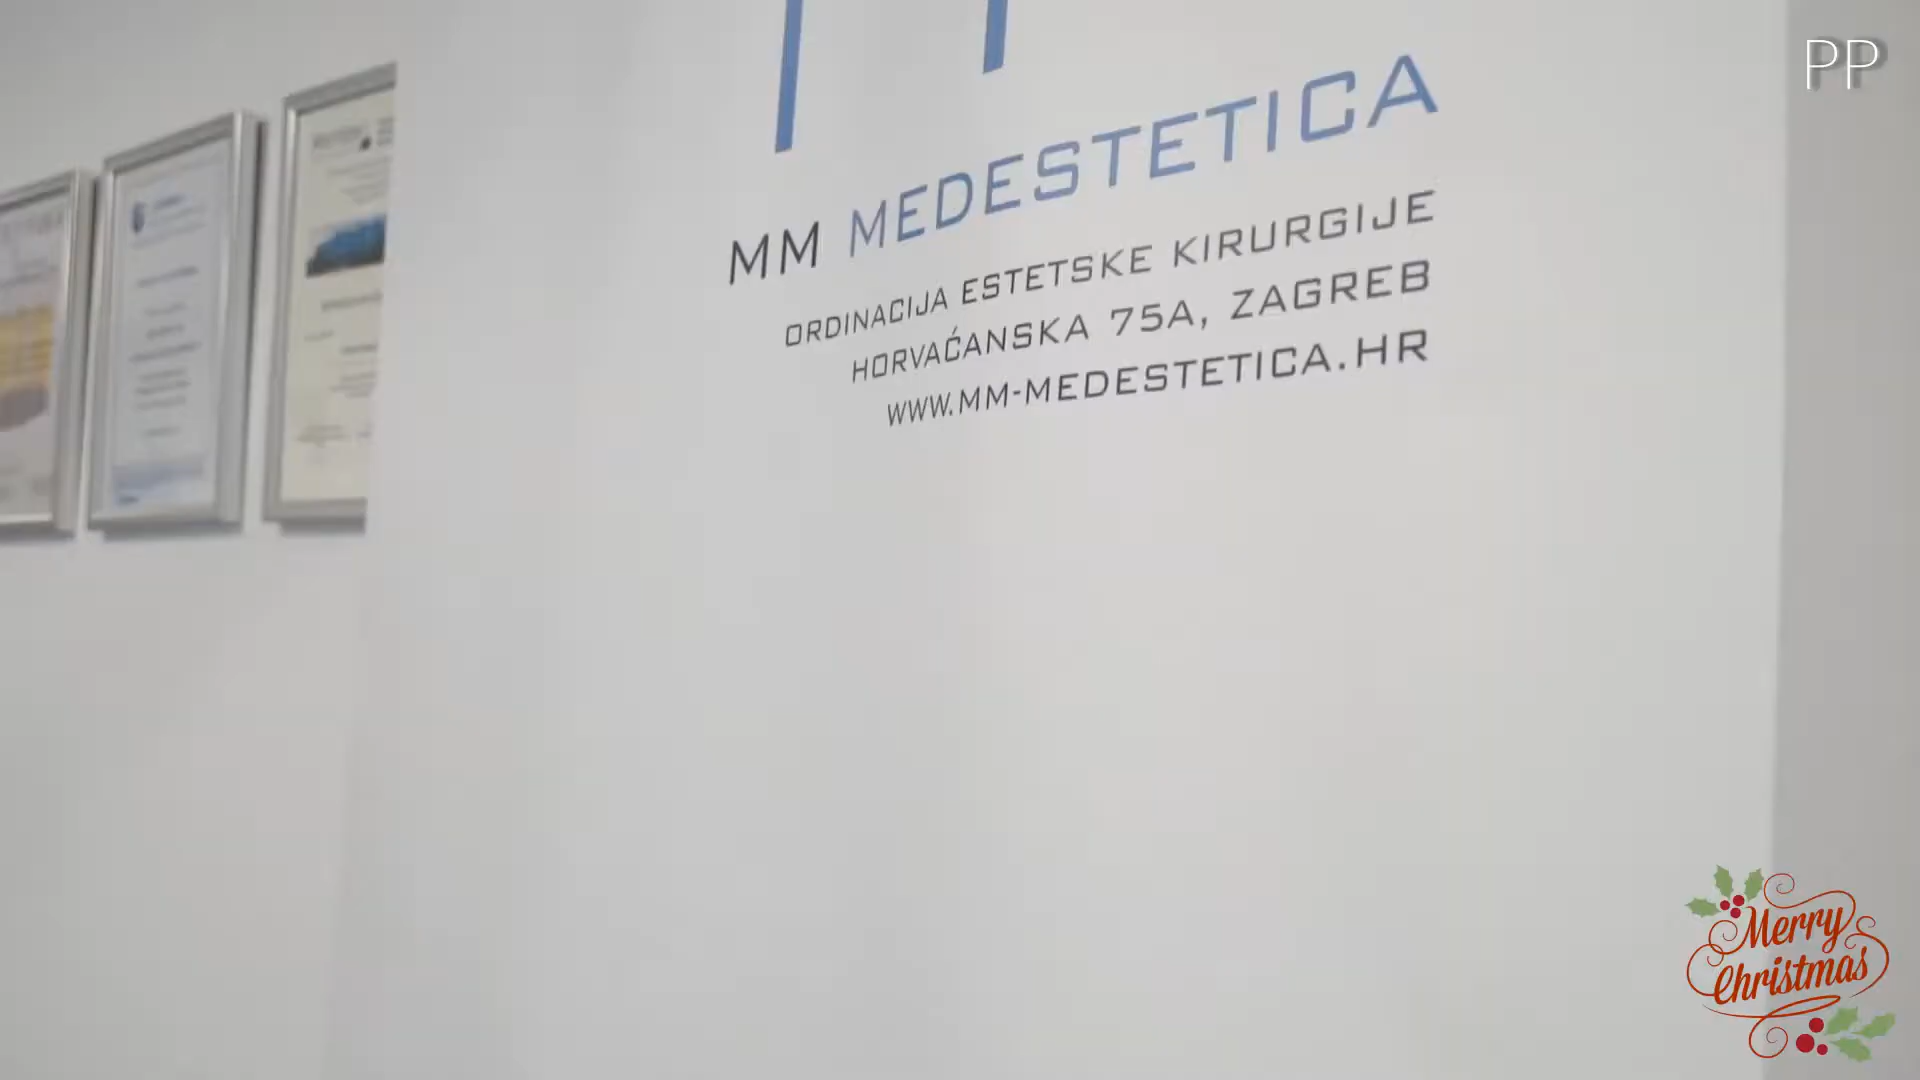 PP
MM MEDESTETICA
ORDINACIJA ESTETSKE KIRURGIJE
HORVAĆANSKA 75A, ZAGREB
WWW.MM-MEDESTETICA.HR
Merry
Christmas